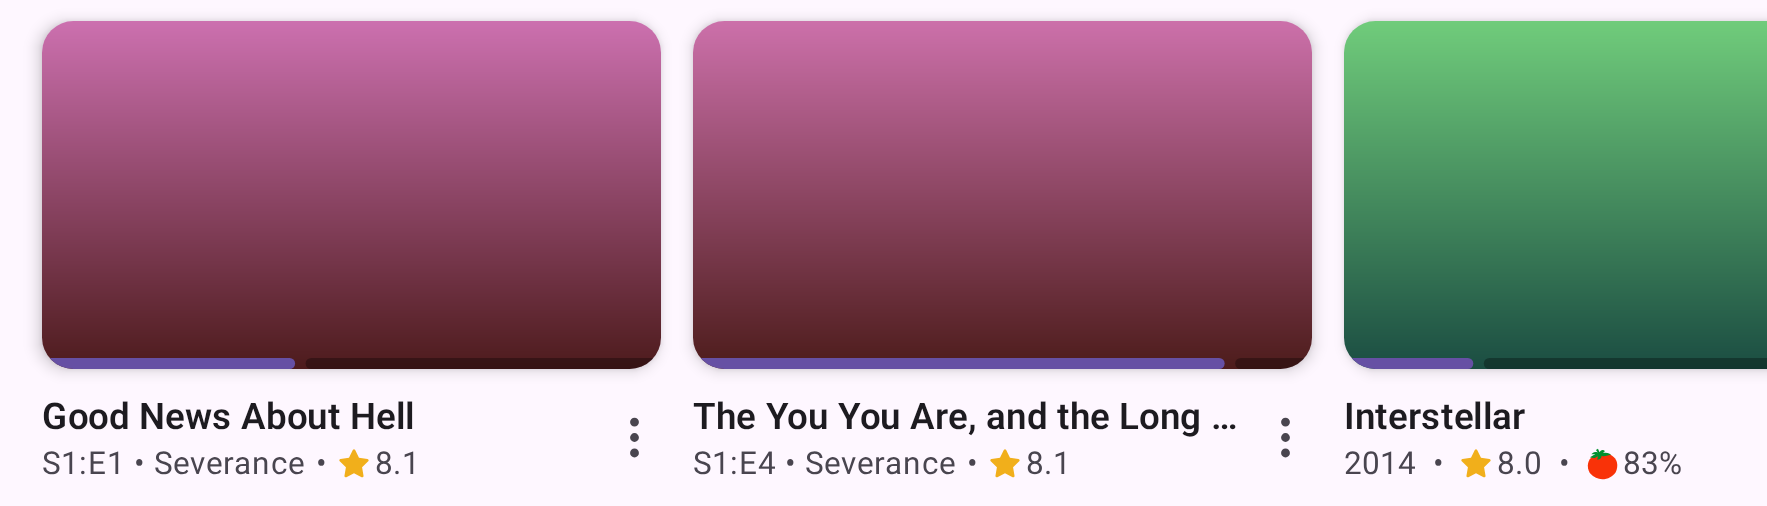 Good News About Hell
S1:E1 • Severance • ⭐ 8.1
The You You Are, and the Long ...
S1:E4 • Severance • ⭐ 8.1
Interstellar
2014 • ⭐ 8.0 • 🍅 83%